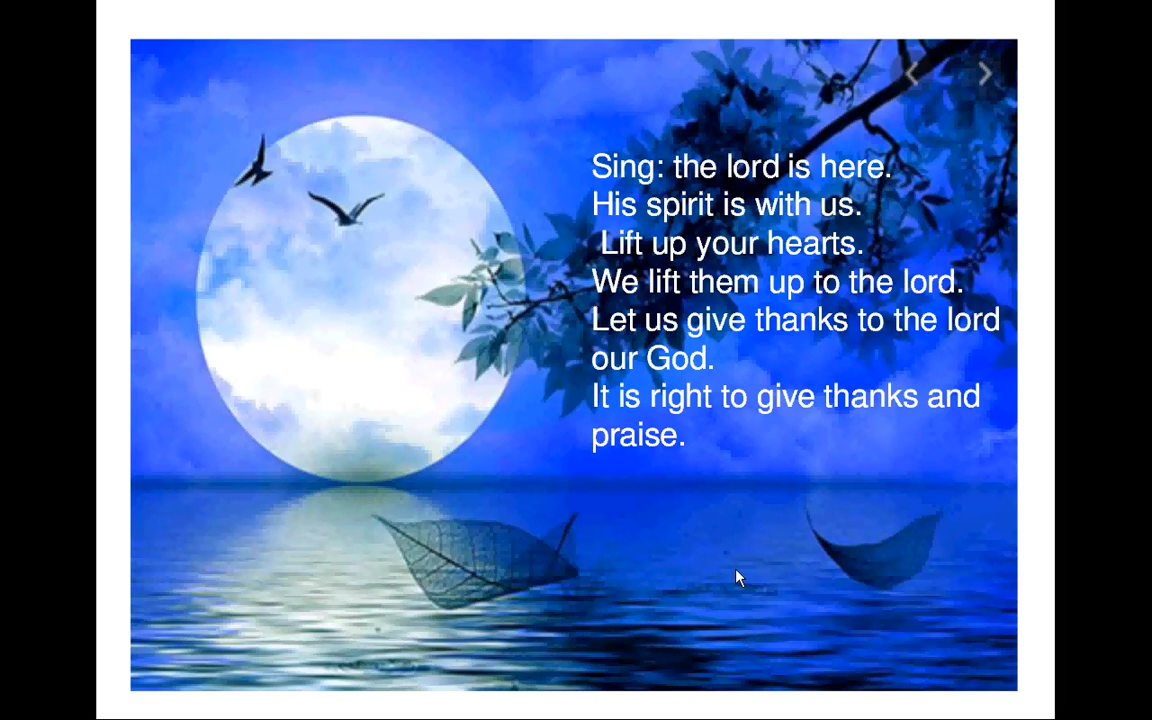 Sing: the lord is here.
His spirit is with us.
Lift up your hearts.
We lift them up to the lord.
Let us give thanks to the lord
our God.
It is right to give thanks and
praise.